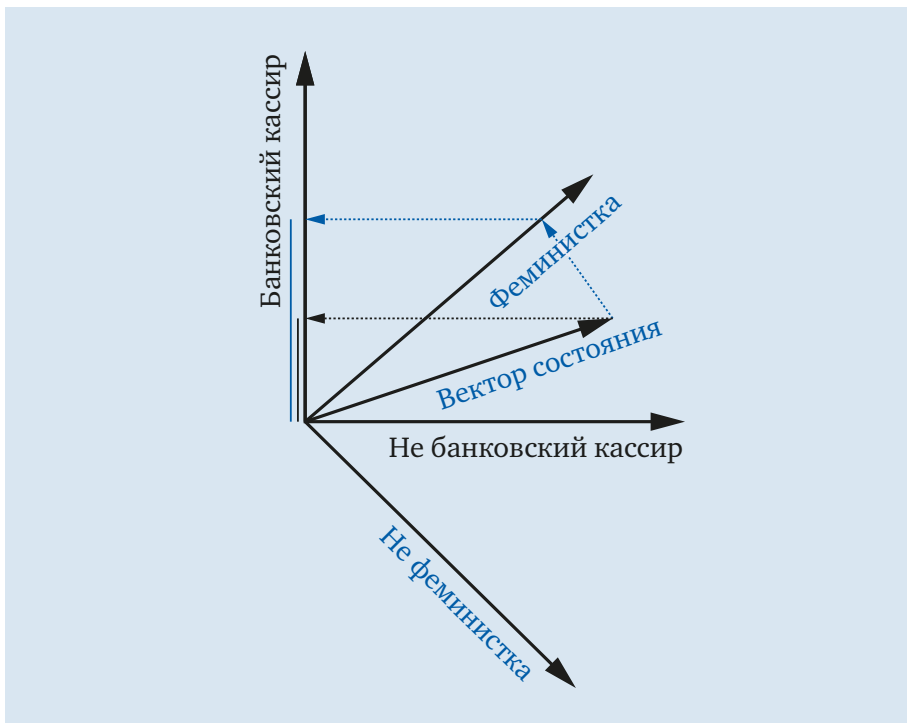 Банковский кассир
Феминистка
Вектор состояния
Не банковский кассир
Не феминистка